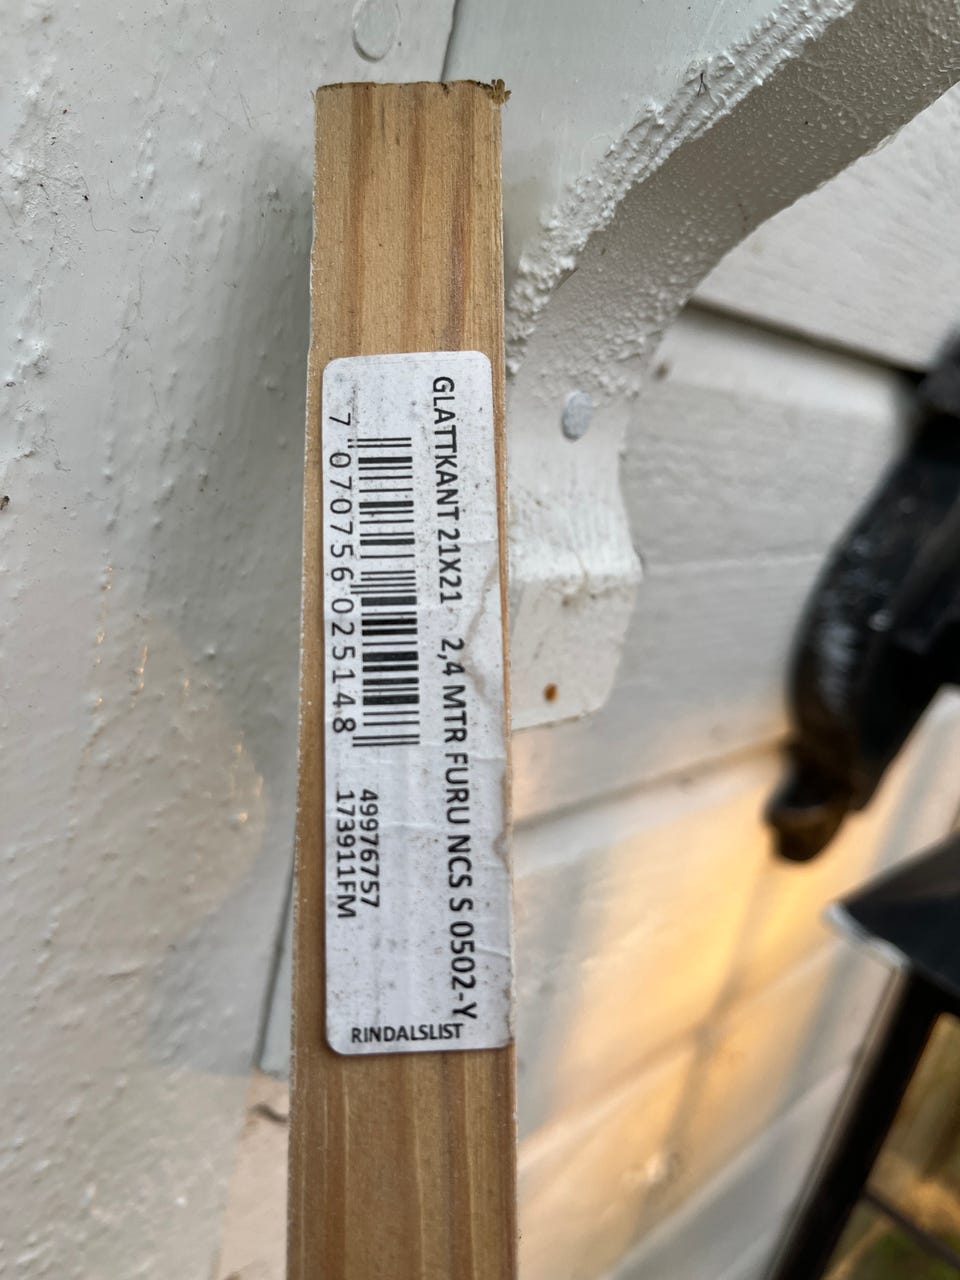 GLATTKANT 21X21 2,4 MTR FURU NCS S 0502-Y
7 070756 025148
49976757
173911FM
RINDALSLIST